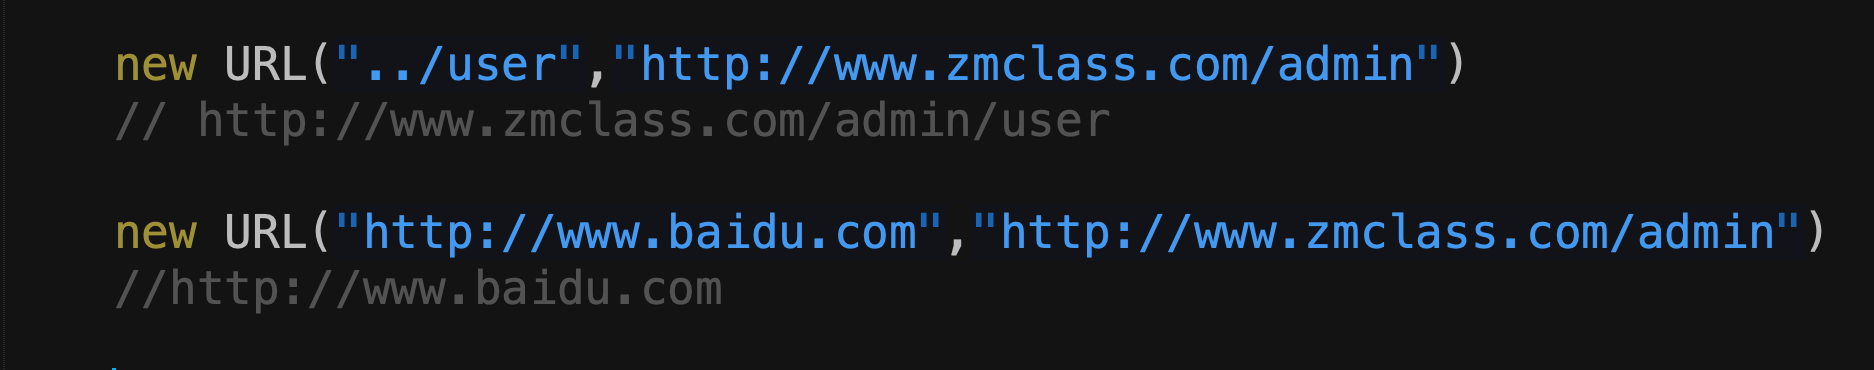 new URL("../user","http://www.zmclass.com/admin")
// http://www.zmclass.com/admin/user
new URL("http://www.baidu.com","http://www.zmclass.com/admin")
//http://www.baidu.com